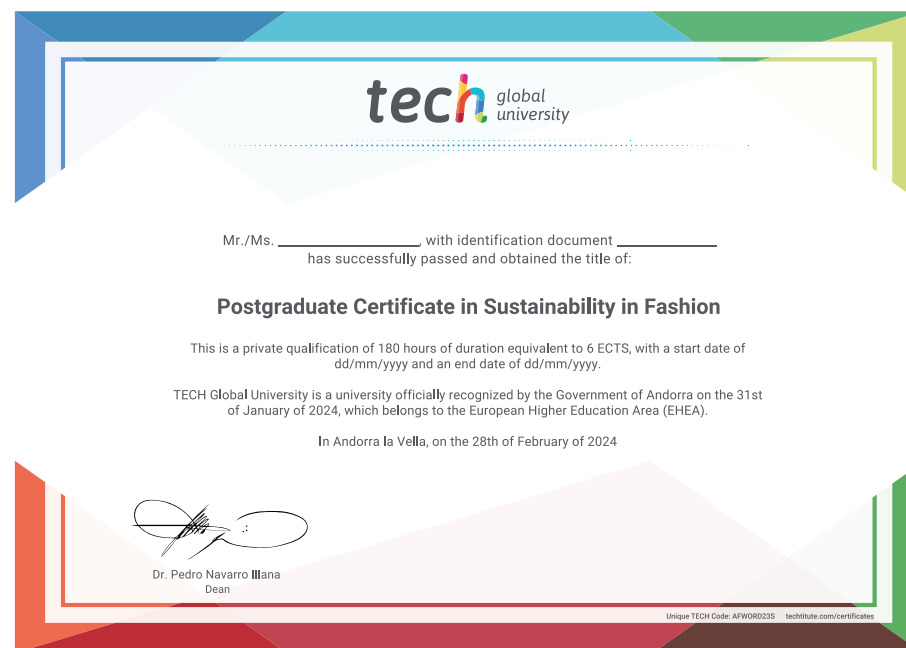 tech global university
Mr./Ms. ____________, with identification document ____________
has successfully passed and obtained the title of:
Postgraduate Certificate in Sustainability in Fashion
This is a private qualification of 180 hours of duration equivalent to 6 ECTS, with a start date of
dd/mm/yyyy and an end date of dd/mm/yyyy.
TECH Global University is a university officially recognized by the Government of Andorra on the 31st
of January of 2024, which belongs to the European Higher Education Area (EHEA).
In Andorra la Vella, on the 28th of February of 2024
Dr. Pedro Navarro Illana
Dean
Unique TECH Code: AFWORD23S techtitute.com/certificates